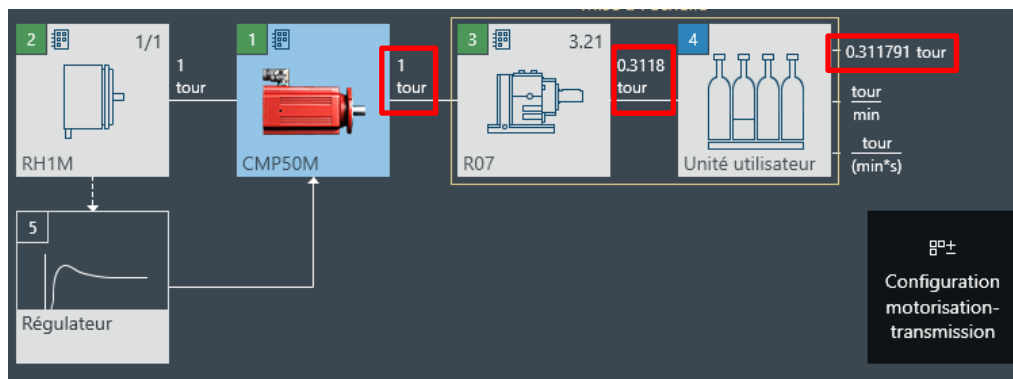 2
1/1
1
tour
RH1M
1
CMP50M
1
tour
3
3.21
R07
0.3118
tour
4
Unité utilisateur
0.311791 tour
tour
min
tour
(min*s)
5
Régulateur
Configuration
motorisation-
transmission